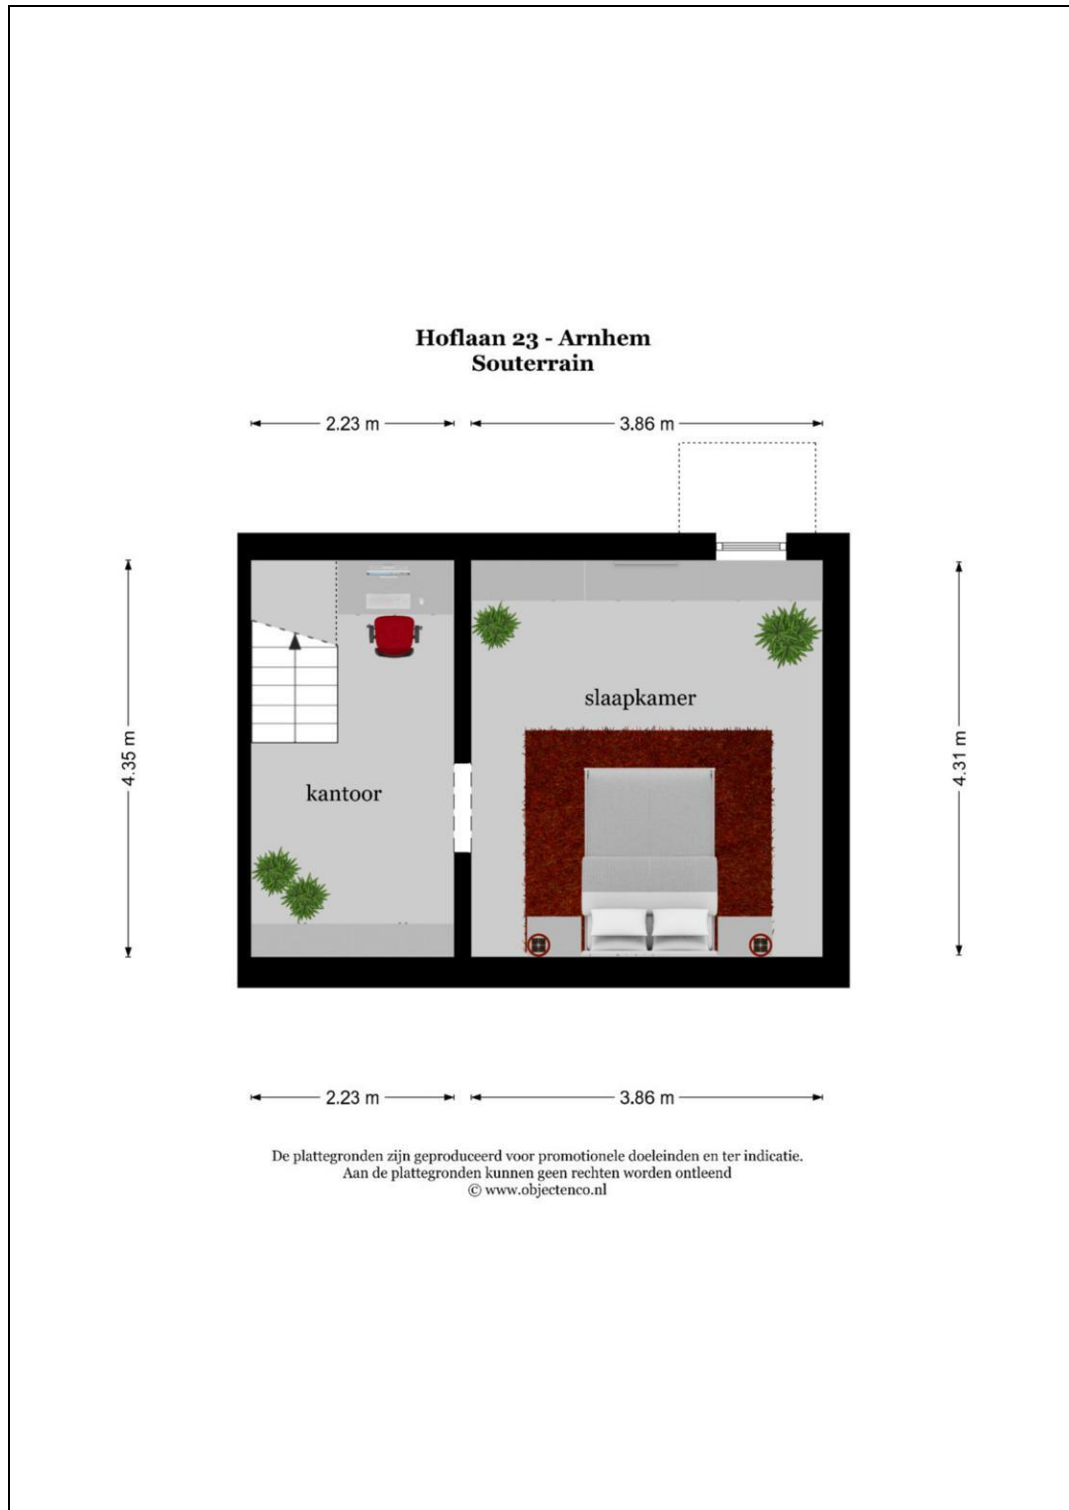 Hoflaan 23 - Arnhem
Souterrain
2.23 m
3.86 m
slaapkamer
4.35 m
4.31 m
kantoor
2.23 m
3.86 m
De plattegronden zijn geproduceerd voor promotionele doeleinden en ter indicatie.
Aan de plattegronden kunnen geen rechten worden ontleend
© www.objectenco.nl